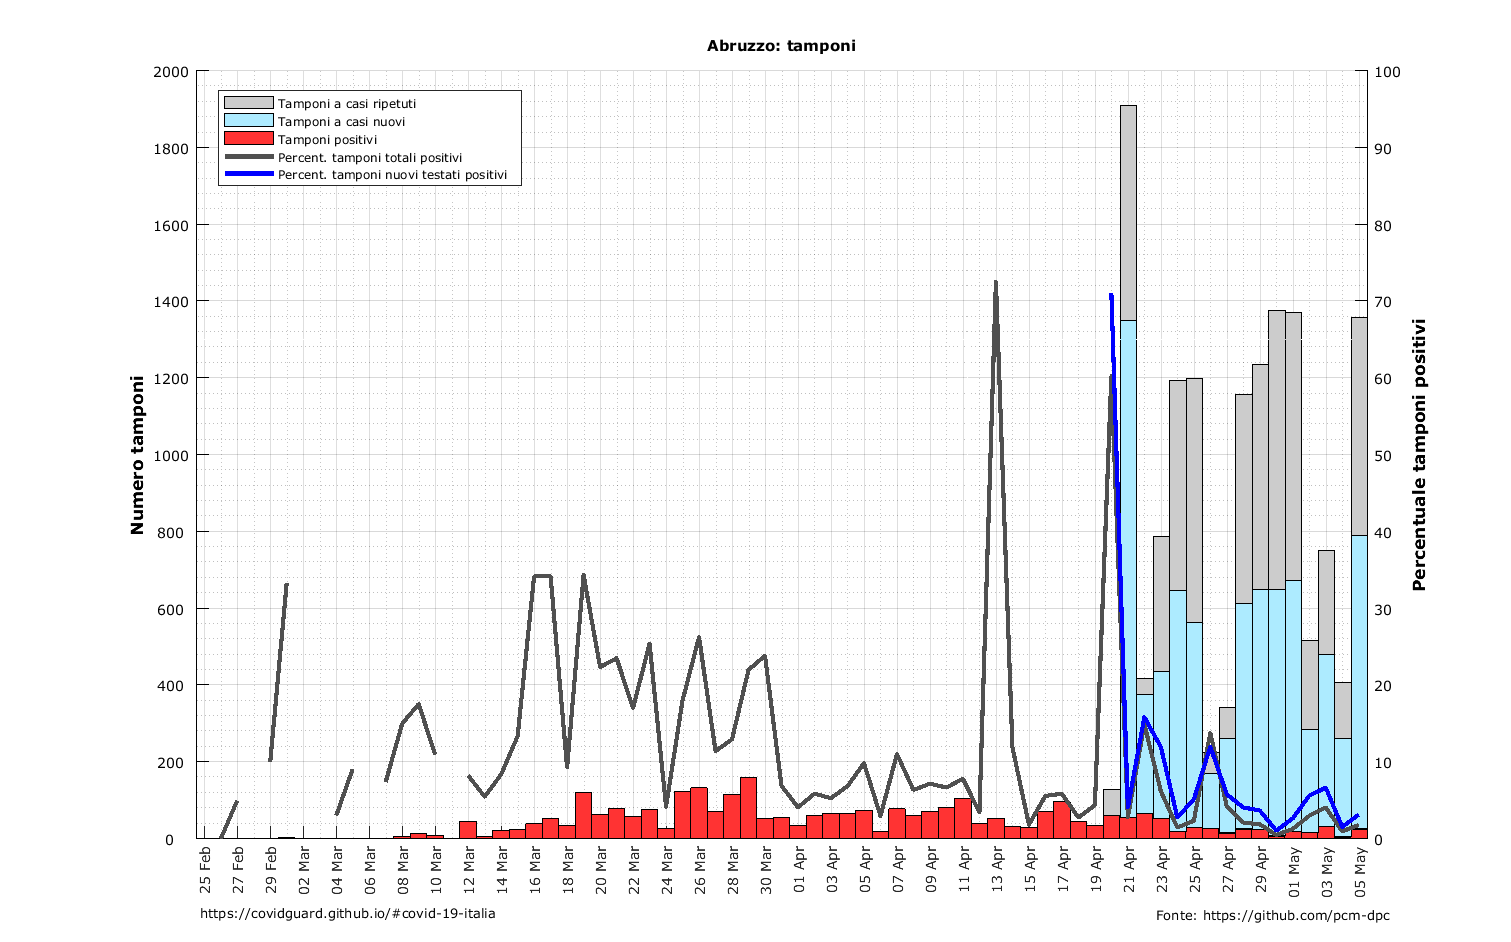 Abruzzo: tamponi
2000
1800
1600
1400
1200
1000
800
600
400
200
0
100
90
80
70
60
50
40
30
20
10
0
Numero tamponi
Percentuale tamponi positivi
Tamponi a casi ripetuti
Tamponi a casi nuovi
Tamponi positivi
Percent. tamponi totali positivi
Percent. tamponi nuovi testati positivi
25 Feb
27 Feb
29 Feb
02 Mar
04 Mar
06 Mar
08 Mar
10 Mar
12 Mar
14 Mar
16 Mar
18 Mar
20 Mar
22 Mar
24 Mar
26 Mar
28 Mar
30 Mar
01 Apr
03 Apr
05 Apr
07 Apr
09 Apr
11 Apr
13 Apr
15 Apr
17 Apr
19 Apr
21 Apr
23 Apr
25 Apr
27 Apr
29 Apr
01 May
03 May
05 May
https://covidguard.github.io/#covid-19-italia
Fonte: https://github.com/pcm-dpc